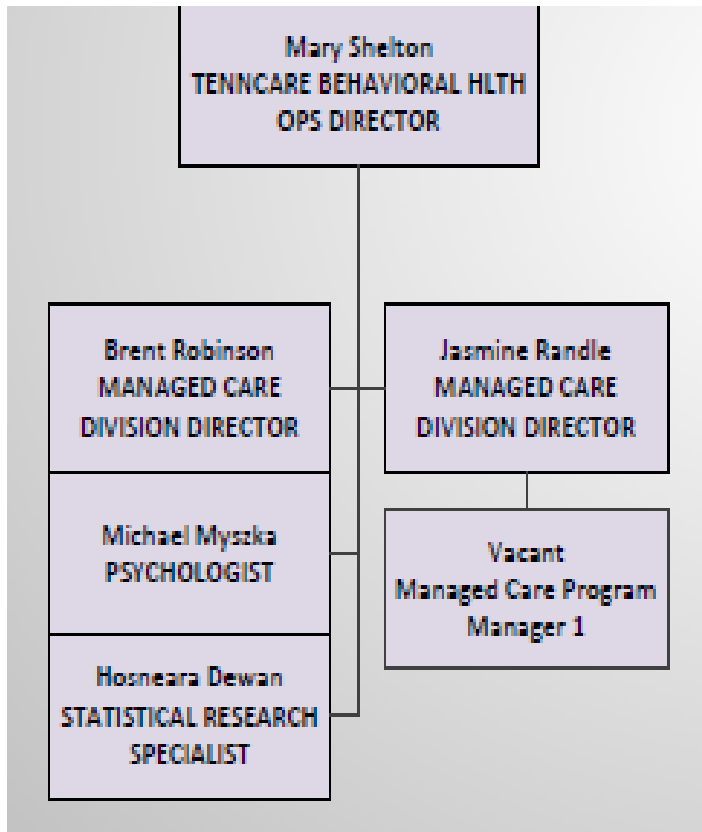 Mary Shelton
TENNCARE BEHAVIORAL HLTH
OPS DIRECTOR
Brent Robinson
MANAGED CARE
DIVISION DIRECTOR
Jasmine Randle
MANAGED CARE
DIVISION DIRECTOR
Michael Myszka
PSYCHOLOGIST
Vacant
Managed Care Program
Manager 1
Hosneara Dewan
STATISTICAL RESEARCH
SPECIALIST